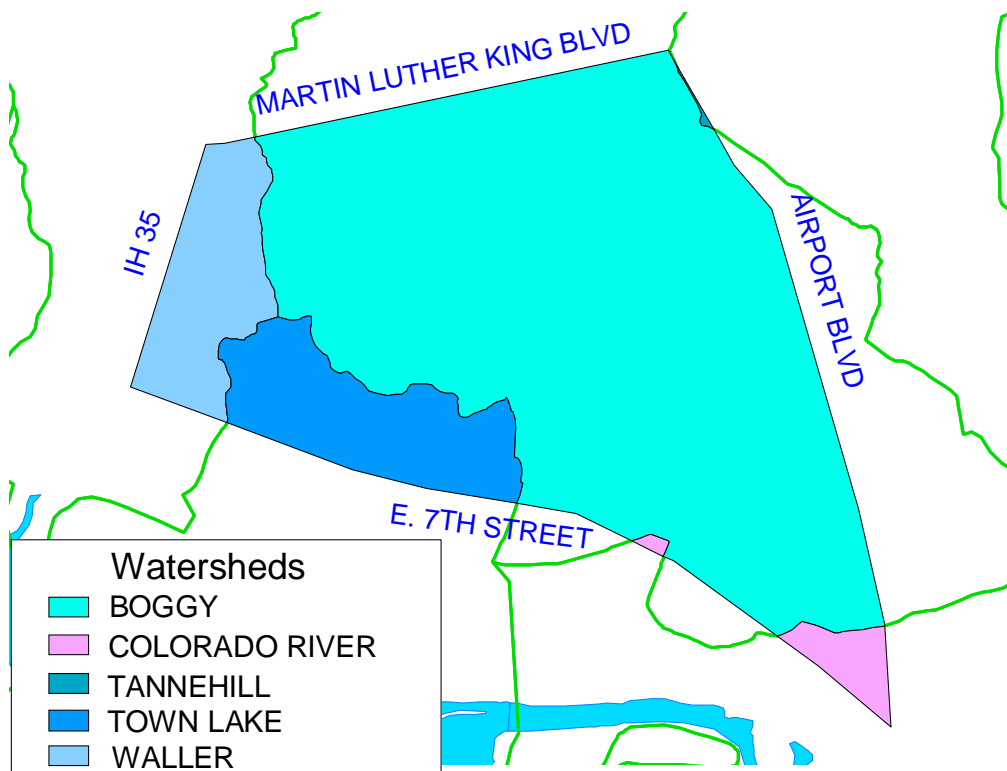 MARTIN LUTHER KING BLVD
IH 35
AIRPORT BLVD
E. 7TH STREET
Watersheds
BOGGY
COLORADO RIVER
TANNEHILL
TOWN LAKE
WALLER